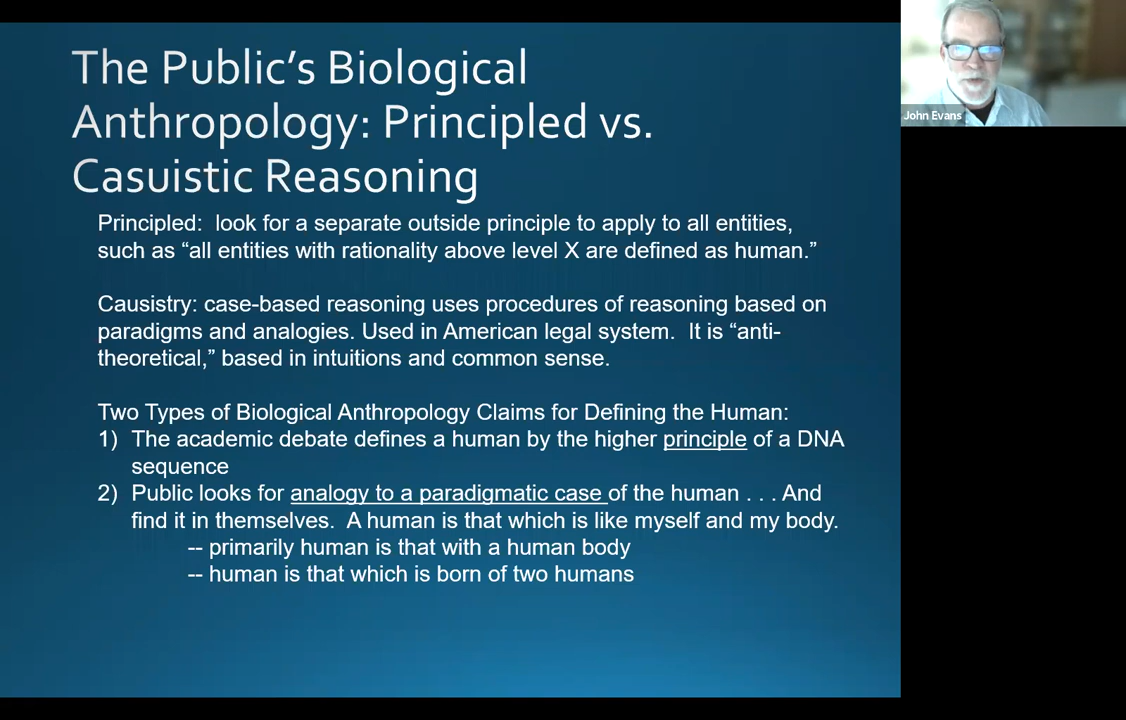 The Public's Biological
Anthropology: Principled vs.
Casuistic Reasoning
Principled:  look for a separate outside principle to apply to all entities,
such as “all entities with rationality above level X are defined as human.”
Causistry: case-based reasoning uses procedures of reasoning based on
paradigms and analogies. Used in American legal system.  It is “anti-
theoretical,” based in intuitions and common sense.
Two Types of Biological Anthropology Claims for Defining the Human:
1) The academic debate defines a human by the higher principle of a DNA
sequence
2) Public looks for analogy to a paradigmatic case of the human . . . And
find it in themselves.  A human is that which is like myself and my body.
-- primarily human is that with a human body
-- human is that which is born of two humans
John Evans